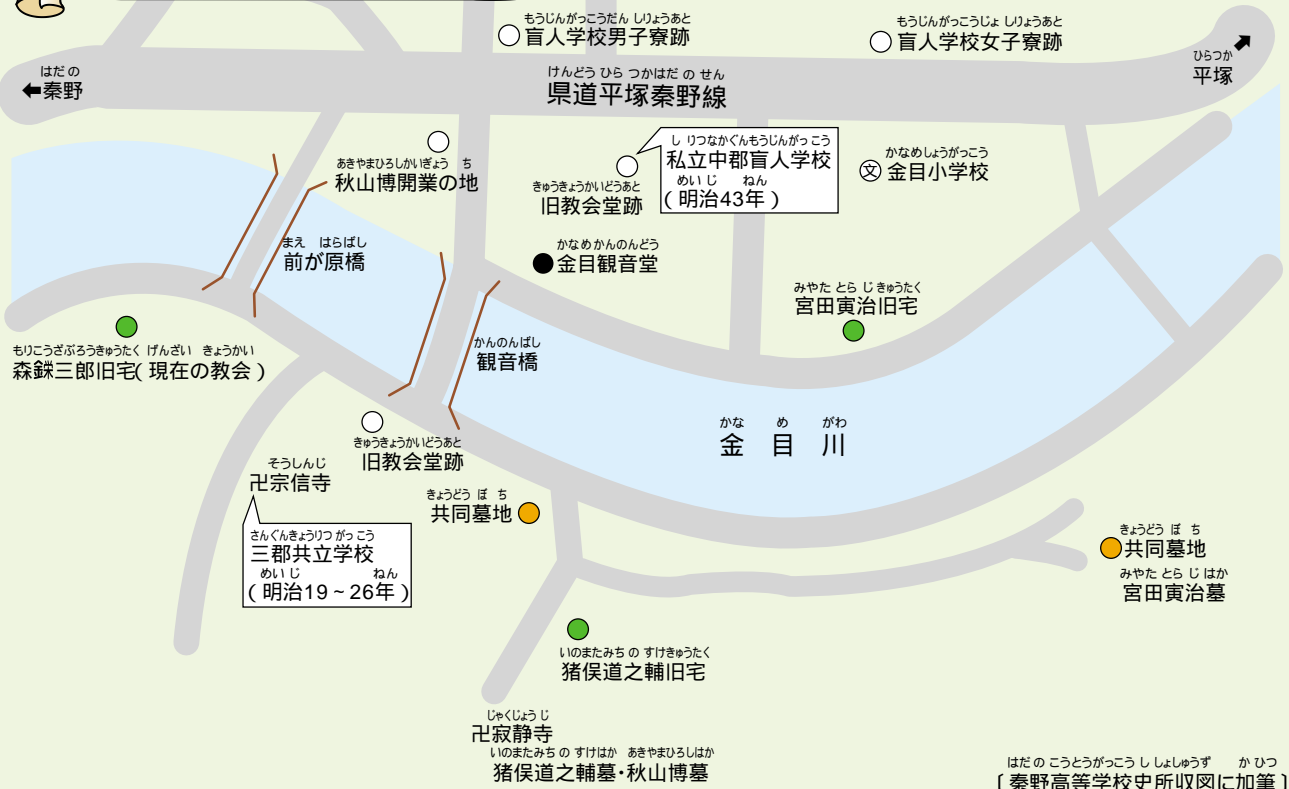 もうじんがっこうだん しりょうあと
盲人学校男子寮跡
もうじんがっこうじょ しりょうあと
盲人学校女子寮跡
はだの
←秦野
けんどう ひらつかはだのせん
県道平塚秦野線
ひらつか
平塚
あきやまひろしかいぎょう ち
秋山博開業の地
しりつなかぐんもうじんがっこう
私立中郡盲人学校
めいじ ねん
(明治43年)
きゅうきょうかいどうあと
旧教会堂跡
かなめしょうがっこう
文 金目小学校
まえ はらばし
前が原橋
かなめかんのんどう
金目観音堂
みやたとらじきゅうたく
宮田寅治旧宅
もりこうざぶろうきゅうたく げんざい きょうかい
森鏫三郎旧宅(現在の教会)
かんのんばし
観音橋
かな め がわ
金目川
きゅうきょうかいどうあと
旧教会堂跡
そうしんじ
卍宗信寺
さんぐんきょうりつがっこう
三郡共立学校
めいじ ねん
(明治19~26年)
きょうどう ぼち
共同墓地
きょうどう ぼち
共同墓地
みやたとらじはか
宮田寅治墓
いのまたみちのすけきゅうたく
猪俣道之輔旧宅
じゃくじょうじ
卍寂静寺
いのまたみちのすけはか あきやまひろしはか
猪俣道之輔墓・秋山博墓
はだのこうとうがっこうし しょしゅうず かひつ
〔秦野高等学校史所収図に加筆〕